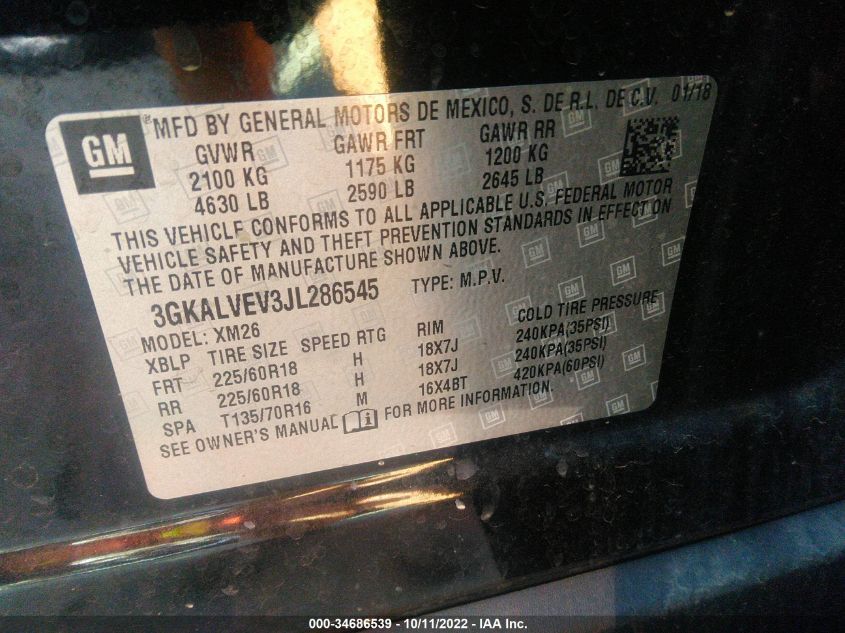 GM
® MFD BY GENERAL MOTORS DE MEXICO, S. DE R.L. DE C.V. 01/18
GVWR GAWR FRT GAWR RR
2100 KG 1175 KG 1200 KG
4630 LB 2590 LB 2645 LB
THIS VEHICLE CONFORMS TO ALL APPLICABLE U.S. FEDERAL MOTOR
VEHICLE SAFETY AND THEFT PREVENTION STANDARDS IN EFFECT ON
THE DATE OF MANUFACTURE SHOWN ABOVE.
3GKALVEV3JL286545 TYPE: M.P.V.
MODEL: XM26
XBLP TIRE SIZE SPEED RTG RIM COLD TIRE PRESSURE
FRT 225/60R18 H 18X7J 240KPA(35PSI)
RR 225/60R18 H 18X7J 240KPA(35PSI)
SPA T135/70R16 M 16X4BT 420KPA(60PSI)
SEE OWNER'S MANUAL FOR MORE INFORMATION.
000-34686539 - 10/11/2022 - IAA Inc.